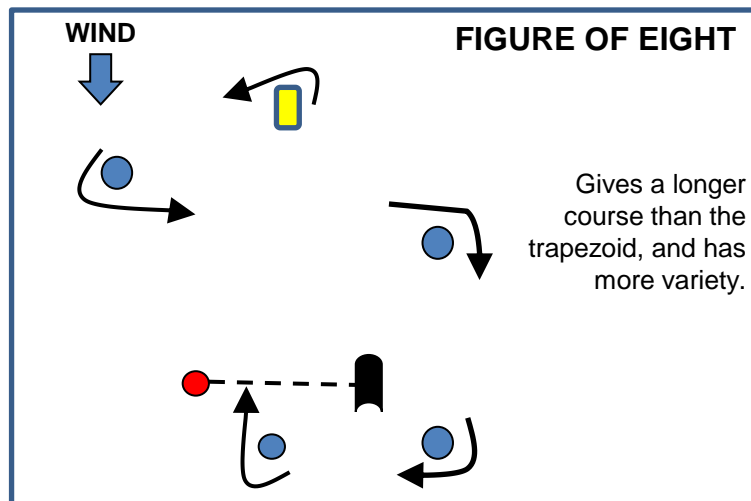 WIND
FIGURE OF EIGHT
Gives a longer
course than the
trapezoid, and has
more variety.